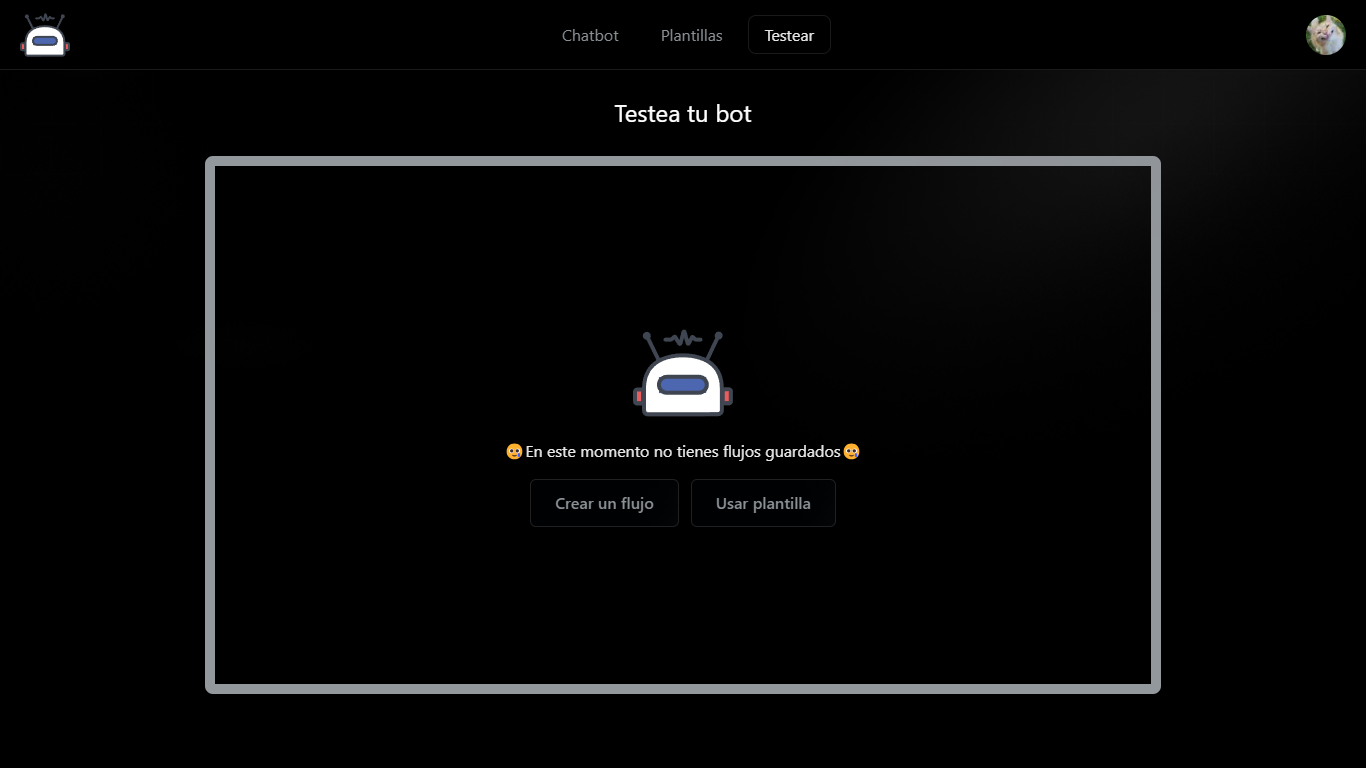 Chatbot Plantillas Testear
Testea tu bot
🥲En este momento no tienes flujos guardados🥲
Crear un flujo Usar plantilla